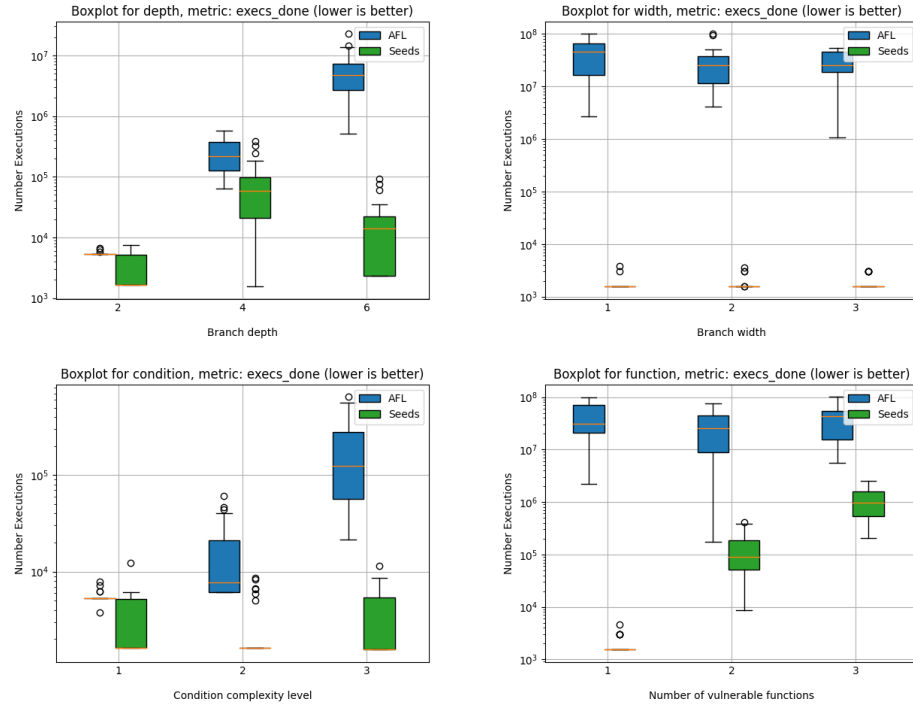 Boxplot for depth, metric: execs_done (lower is better)
AFL
Seeds
10^7
10^6
10^5
10^4
10^3
Number Executions
2 4 6
Branch depth
Boxplot for width, metric: execs_done (lower is better)
AFL
Seeds
10^8
10^7
10^6
10^5
10^4
10^3
Number Executions
1 2 3
Branch width
Boxplot for condition, metric: execs_done (lower is better)
AFL
Seeds
10^5
10^4
Number Executions
1 2 3
Condition complexity level
Boxplot for function, metric: execs_done (lower is better)
AFL
Seeds
10^8
10^7
10^6
10^5
10^4
10^3
Number Executions
1 2 3
Number of vulnerable functions